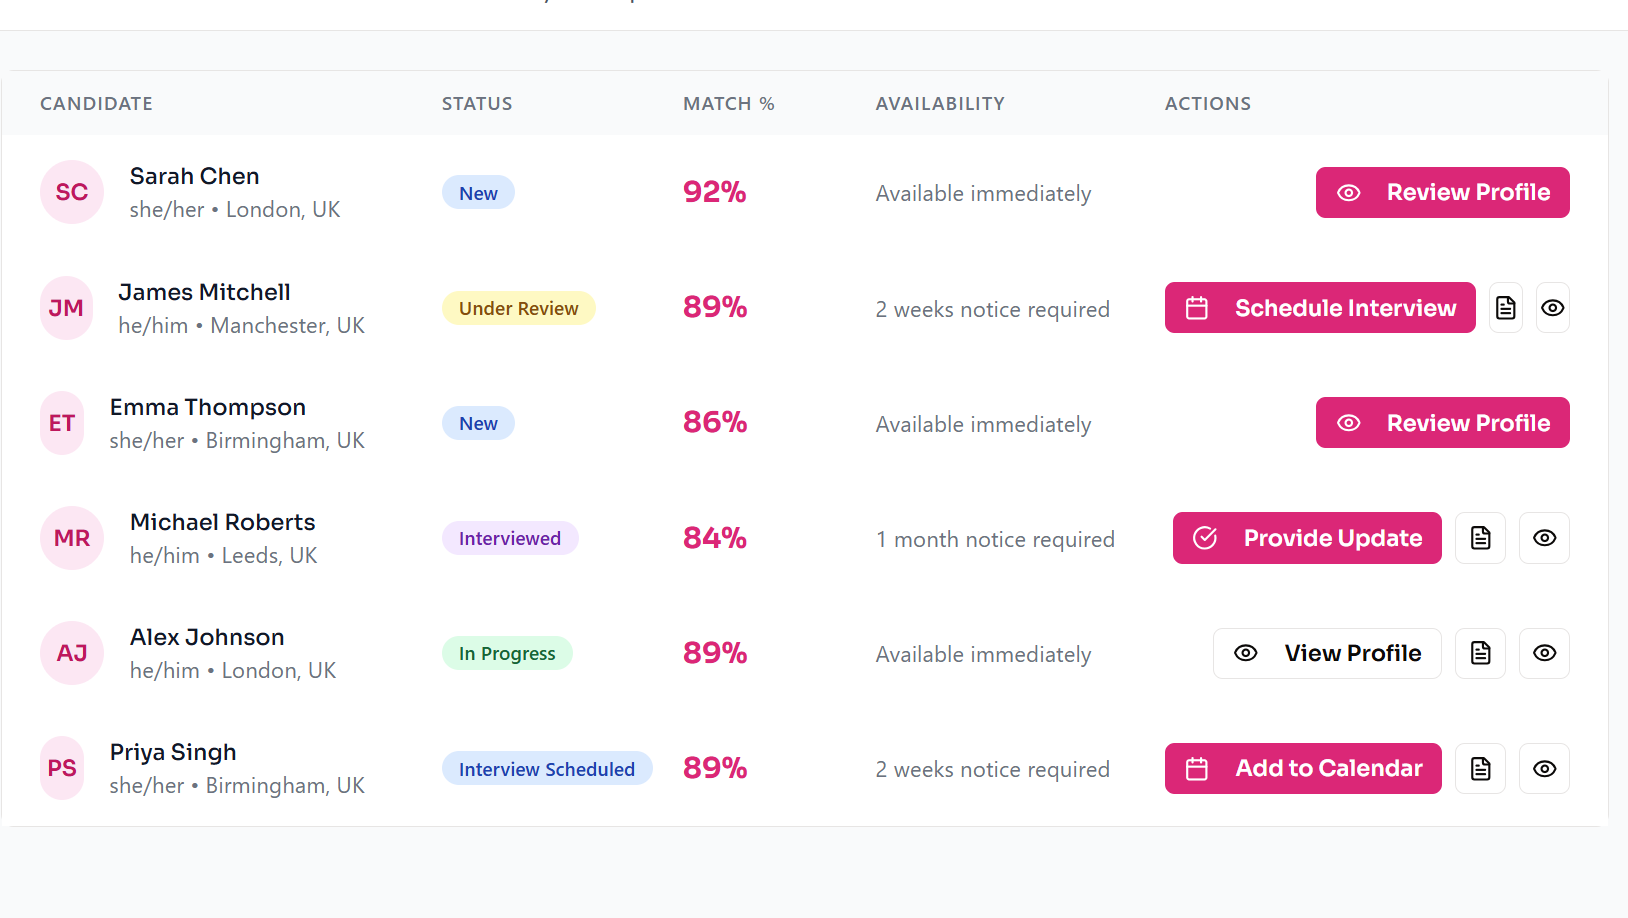 CANDIDATE STATUS MATCH % AVAILABILITY ACTIONS
SC Sarah Chen New 92% Available immediately Review Profile
she/her • London, UK
JM James Mitchell Under Review 89% 2 weeks notice required Schedule Interview
he/him • Manchester, UK
ET Emma Thompson New 86% Available immediately Review Profile
she/her • Birmingham, UK
MR Michael Roberts Interviewed 84% 1 month notice required Provide Update
he/him • Leeds, UK
AJ Alex Johnson In Progress 89% Available immediately View Profile
he/him • London, UK
PS Priya Singh Interview Scheduled 89% 2 weeks notice required Add to Calendar
she/her • Birmingham, UK